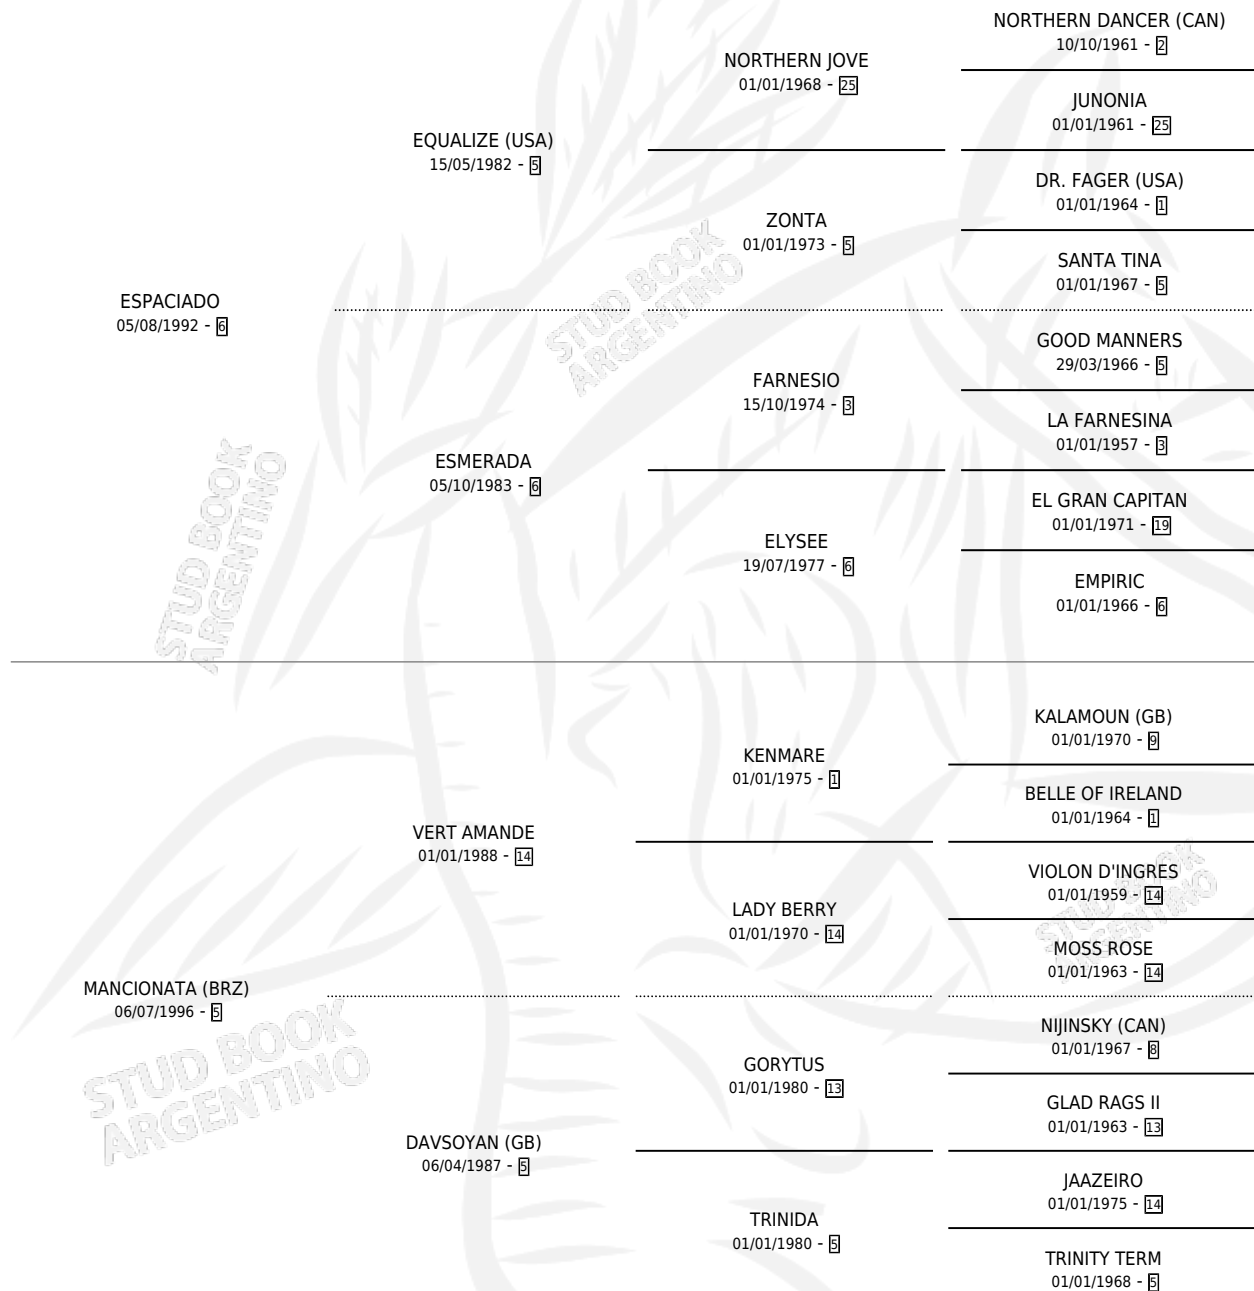 NORTHERN DANCER (CAN)
10/10/1961 - 2
NORTHERN JOVE
01/01/1968 - 25
JUNONIA
01/01/1961 - 25
EQUALIZE (USA)
15/05/1982 - 5
DR. FAGER (USA)
01/01/1964 - 1
ZONTA
01/01/1973 - 5
SANTA TINA
01/01/1967 - 5
ESPACIADO
05/08/1992 - 6
STUD BOOK
ARGENTINO
GOOD MANNERS
29/03/1966 - 5
FARNESIO
15/10/1974 - 3
LA FARNESINA
01/01/1957 - 3
ESMERADA
05/10/1983 - 6
EL GRAN CAPITAN
01/01/1971 - 19
ELYSEE
19/07/1977 - 6
EMPIRIC
01/01/1966 - 6
STUD BOOK
ARGENTINO
KALAMOUN (GB)
01/01/1970 - 9
KENMARE
01/01/1975 - 1
BELLE OF IRELAND
01/01/1964 - 1
VERT AMANDE
01/01/1988 - 14
VIOLON D'INGRES
01/01/1959 - 14
LADY BERRY
01/01/1970 - 14
STUD BOOK
ARGENTINO
MOSS ROSE
01/01/1963 - 14
MANCIONATA (BRZ)
06/07/1996 - 5
STUD BOOK
ARGENTINO
NIJINSKY (CAN)
01/01/1967 - 8
GORYTUS
01/01/1980 - 13
GLAD RAGS II
01/01/1963 - 13
DAVSOYAN (GB)
06/04/1987 - 5
JAAZEIRO
01/01/1975 - 14
TRINIDA
01/01/1980 - 5
TRINITY TERM
01/01/1968 - 5